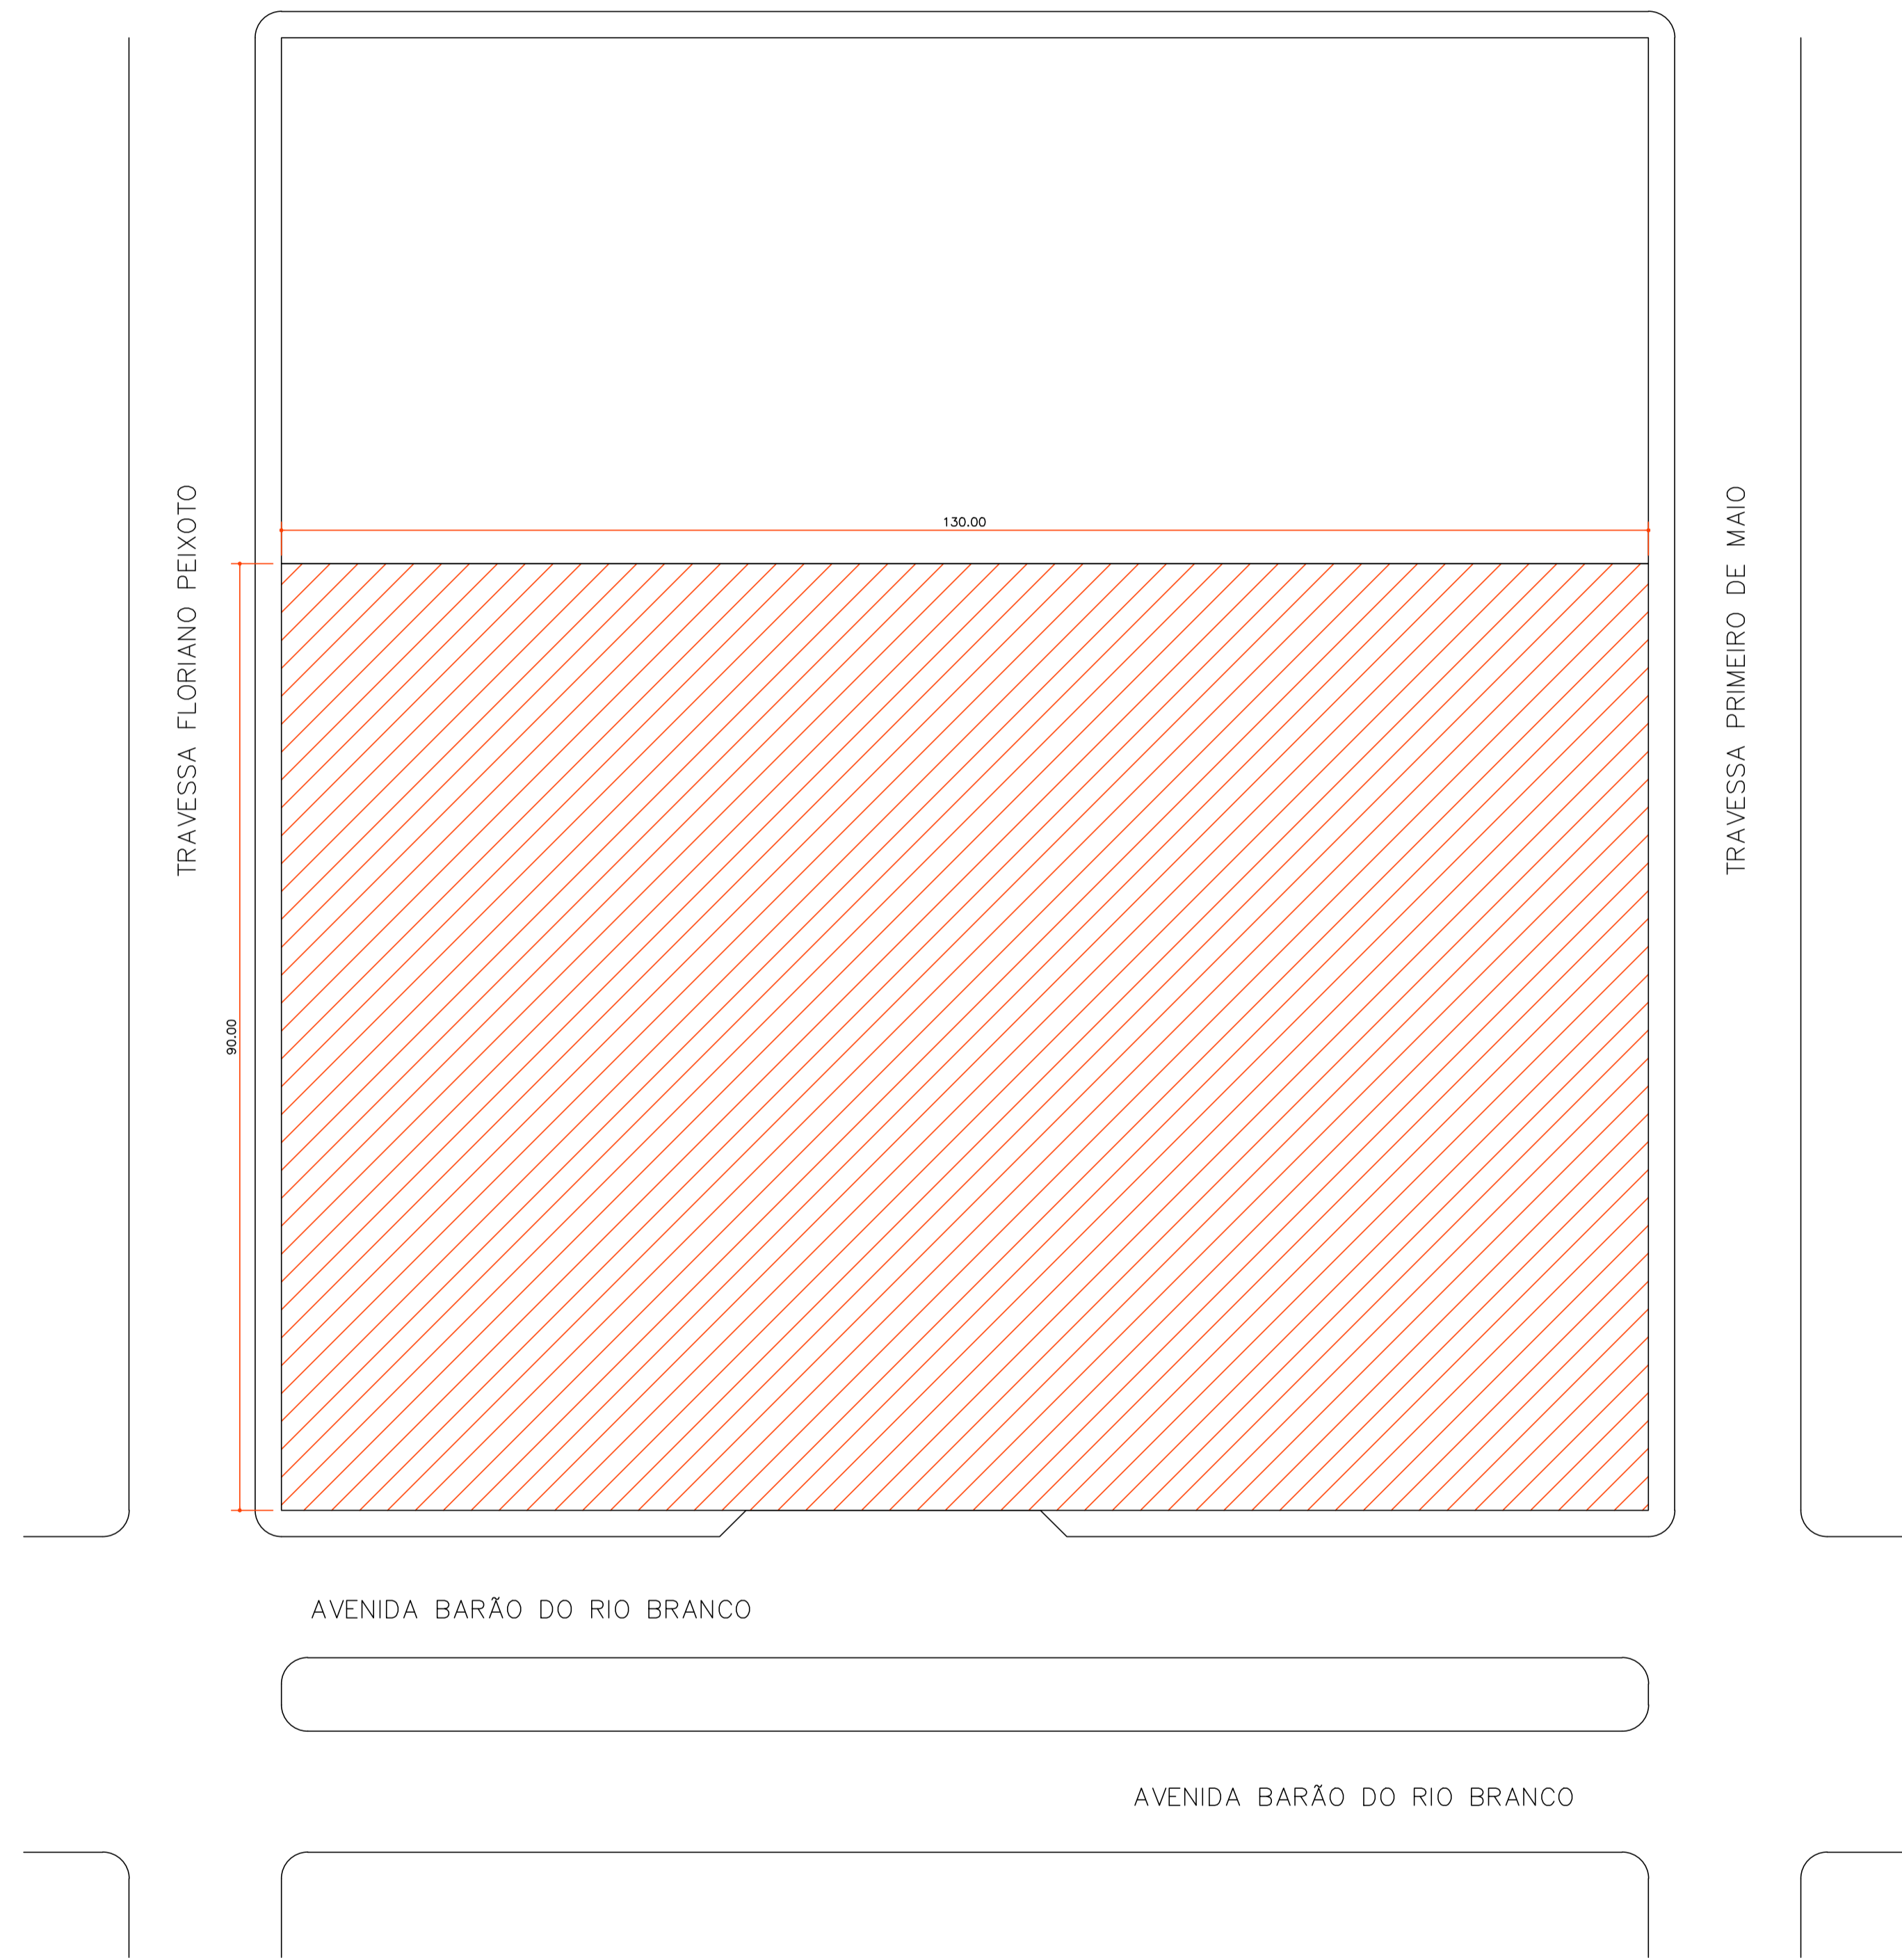 TRAVESSA FLORIANO PEIXOTO
TRAVESSA PRIMEIRO DE MAIO
130.00
90.00
AVENIDA BARÃO DO RIO BRANCO
AVENIDA BARÃO DO RIO BRANCO